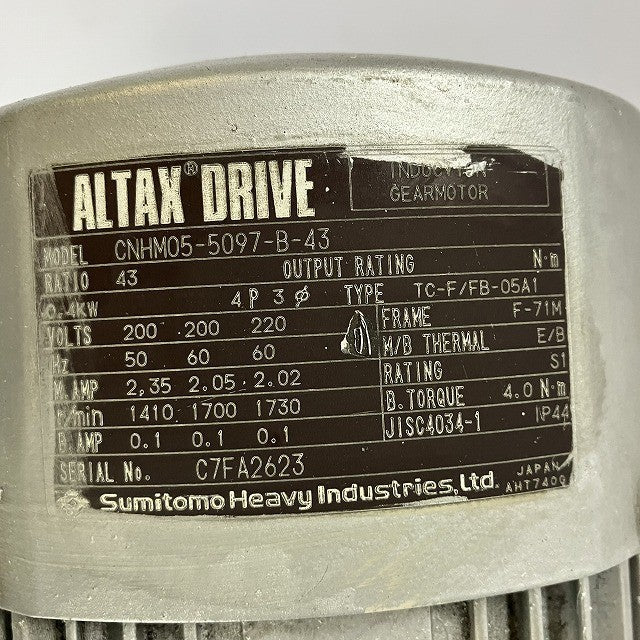 ALTAX® DRIVE
INDUCTION
GEARMOTOR
MODEL CNHM05-5097-B-43
RATIO 43 OUTPUT RATING N·m
0.4kW 4 P 3 ϕ TYPE TC-F/FB-05A1
VOLTS 200 200 220 FRAME F-71M
Hz 50 60 60 M/B THERMAL E/B
AMP 2.35 2.05 2.02 RATING S1
r/min 1410 1700 1730 B.TORQUE 4.0 N·m
AMP 0.1 0.1 0.1 JISC4034-1 IP44
SERIAL No. C7FA2623
Sumitomo Heavy Industries, Ltd. JAPAN